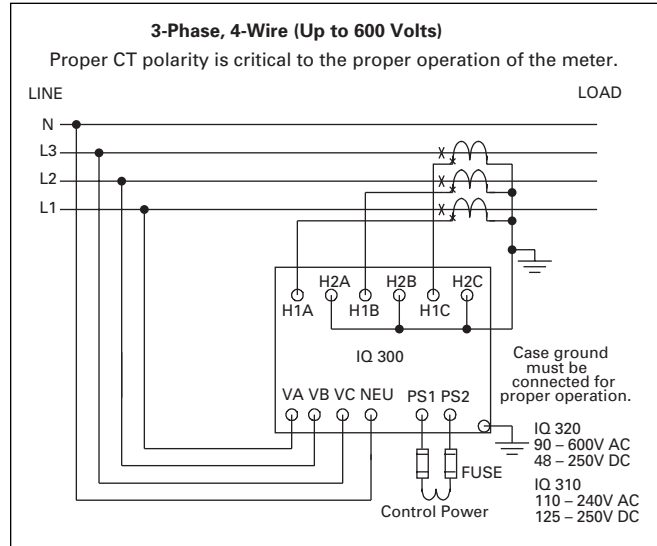 3-Phase, 4-Wire (Up to 600 Volts)
Proper CT polarity is critical to the proper operation of the meter.
LINE
LOAD
N
L3
L2
L1
H2A
H2B
H2C
H1A
H1B
H1C
IQ 300
Case ground
must be
connected for
proper operation.
VA VB VC NEU
PS1 PS2
IQ 320
90 – 600V AC
48 – 250V DC
FUSE
IQ 310
110 – 240V AC
125 – 250V DC
Control Power